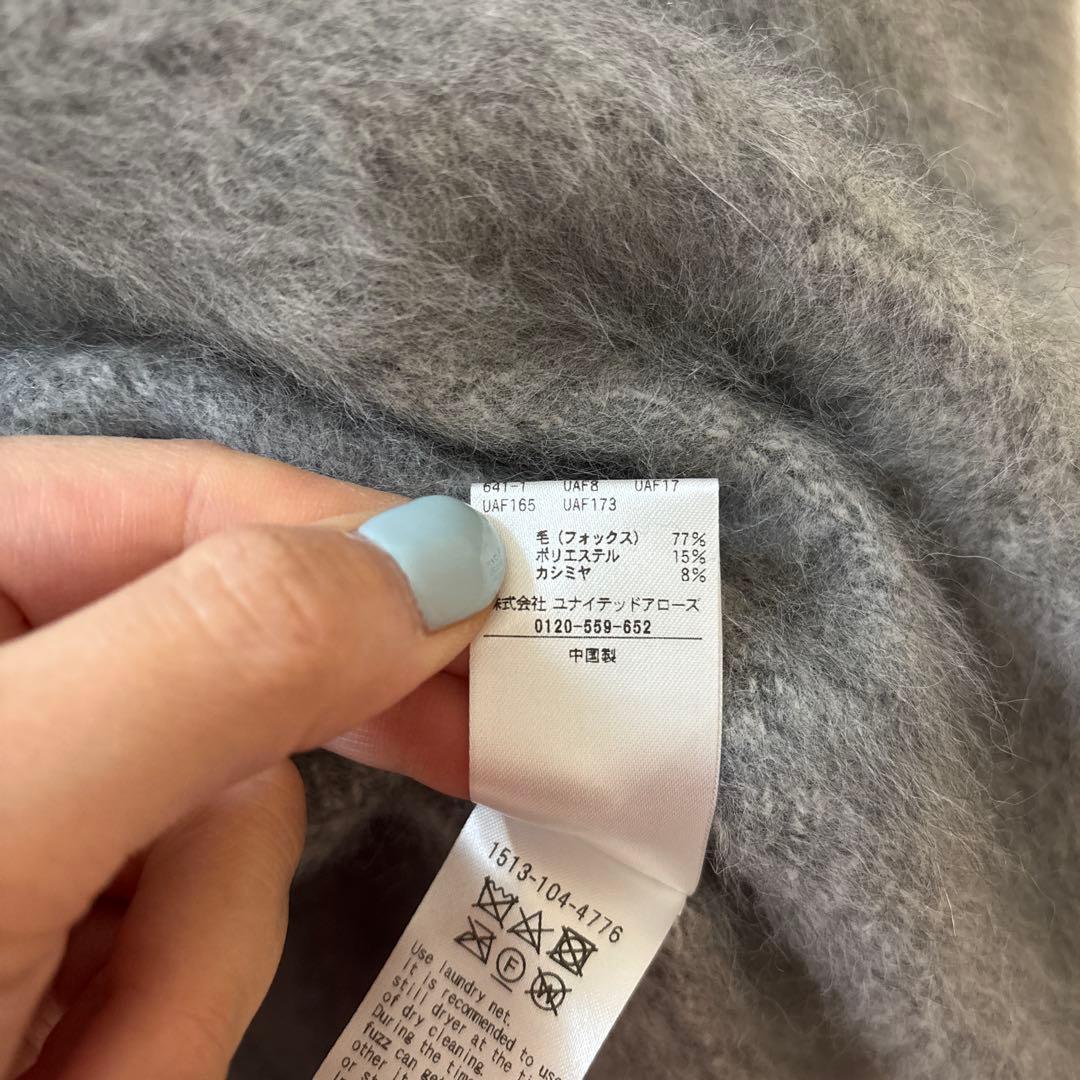 641-1 UAF8 UAF17
UAF165 UAF173
毛 (フォックス) 77%
ポリエステル 15%
カシミヤ 8%
式会社 ユナイテッドアローズ
0120-559-652
中国製
1513-104-4776
F
W
Use laundry net.
It is recommended to use
still dryer at the
of dry cleaning.
During the time
fuzz can
other
or